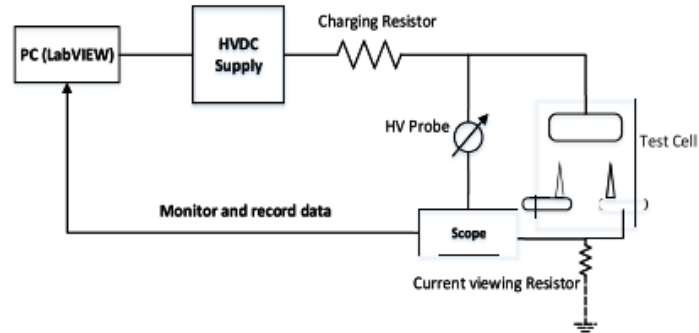 Charging Resistor
PC (LabVIEW)
HVDC
Supply
HV Probe
Test Cell
Monitor and record data
Scope
Current viewing Resistor